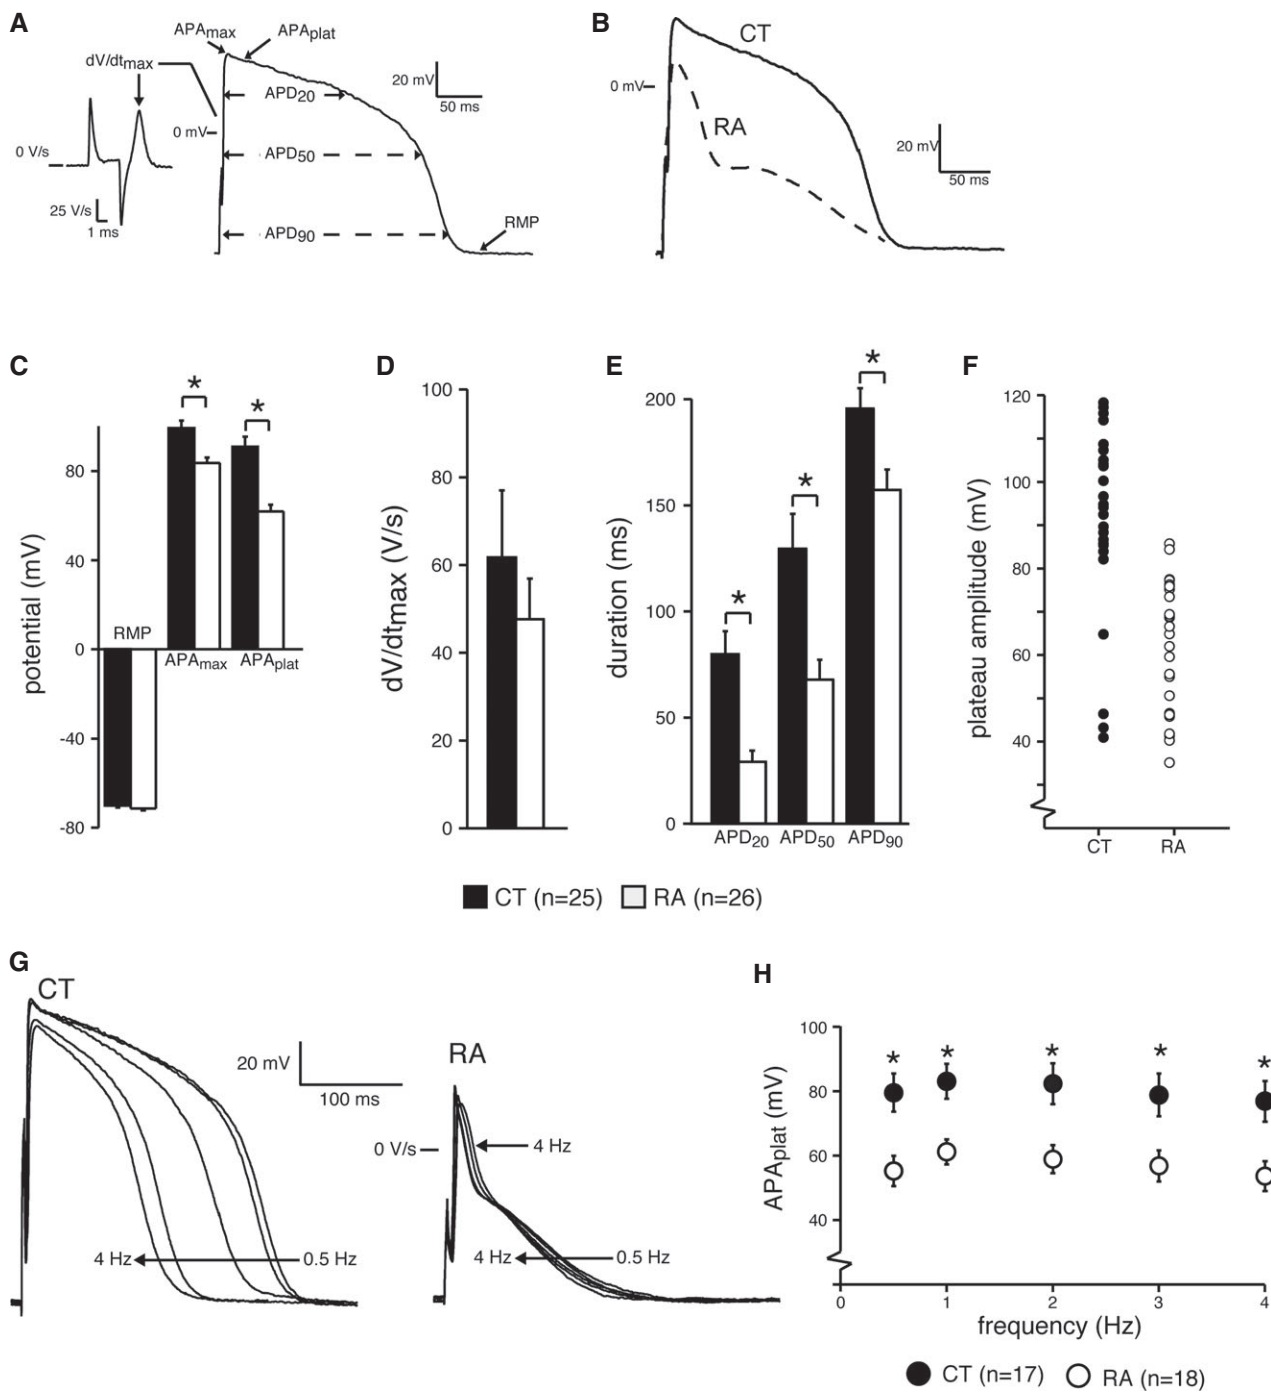 A
APAmax
APAplat
dV/dtmax
20 mV
50 ms
APD20
0 mV
0 V/s
APD50
25 V/s
1 ms
APD90
RMP
B
CT
0 mV
RA
20 mV
50 ms
C
potential (mV)
80
40
0
-40
-80
RMP
*
*
APAmax
APAplat
D
dV/dtmax (V/s)
100
80
60
40
20
0
E
duration (ms)
200
150
100
50
0
*
*
*
APD20
APD50
APD90
F
plateau amplitude (mV)
120
100
80
60
40
CT
RA
CT (n=25)
RA (n=26)
G
CT
20 mV
100 ms
4 Hz
0.5 Hz
RA
0 V/s
4 Hz
4 Hz
0.5 Hz
H
APAplat (mV)
100
80
60
40
* * * * *
0 1 2 3 4
frequency (Hz)
CT (n=17)
RA (n=18)